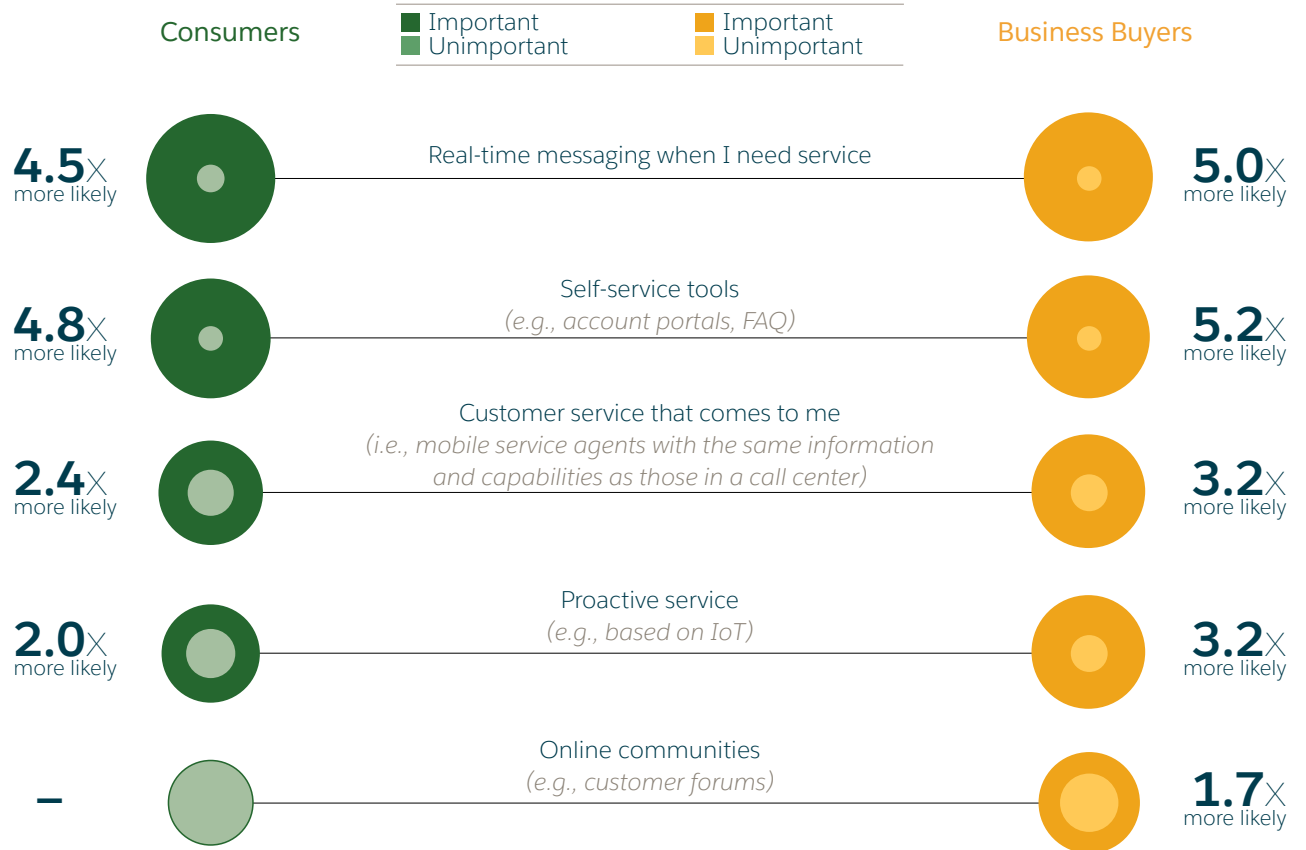 Consumers
Important
Unimportant
Important
Unimportant
Business Buyers
4.5X
more likely
Real-time messaging when I need service
5.0X
more likely
4.8X
more likely
Self-service tools
(e.g., account portals, FAQ)
5.2X
more likely
2.4X
more likely
Customer service that comes to me
(i.e., mobile service agents with the same information
and capabilities as those in a call center)
3.2X
more likely
2.0X
more likely
Proactive service
(e.g., based on IoT)
3.2X
more likely
–
Online communities
(e.g., customer forums)
1.7X
more likely